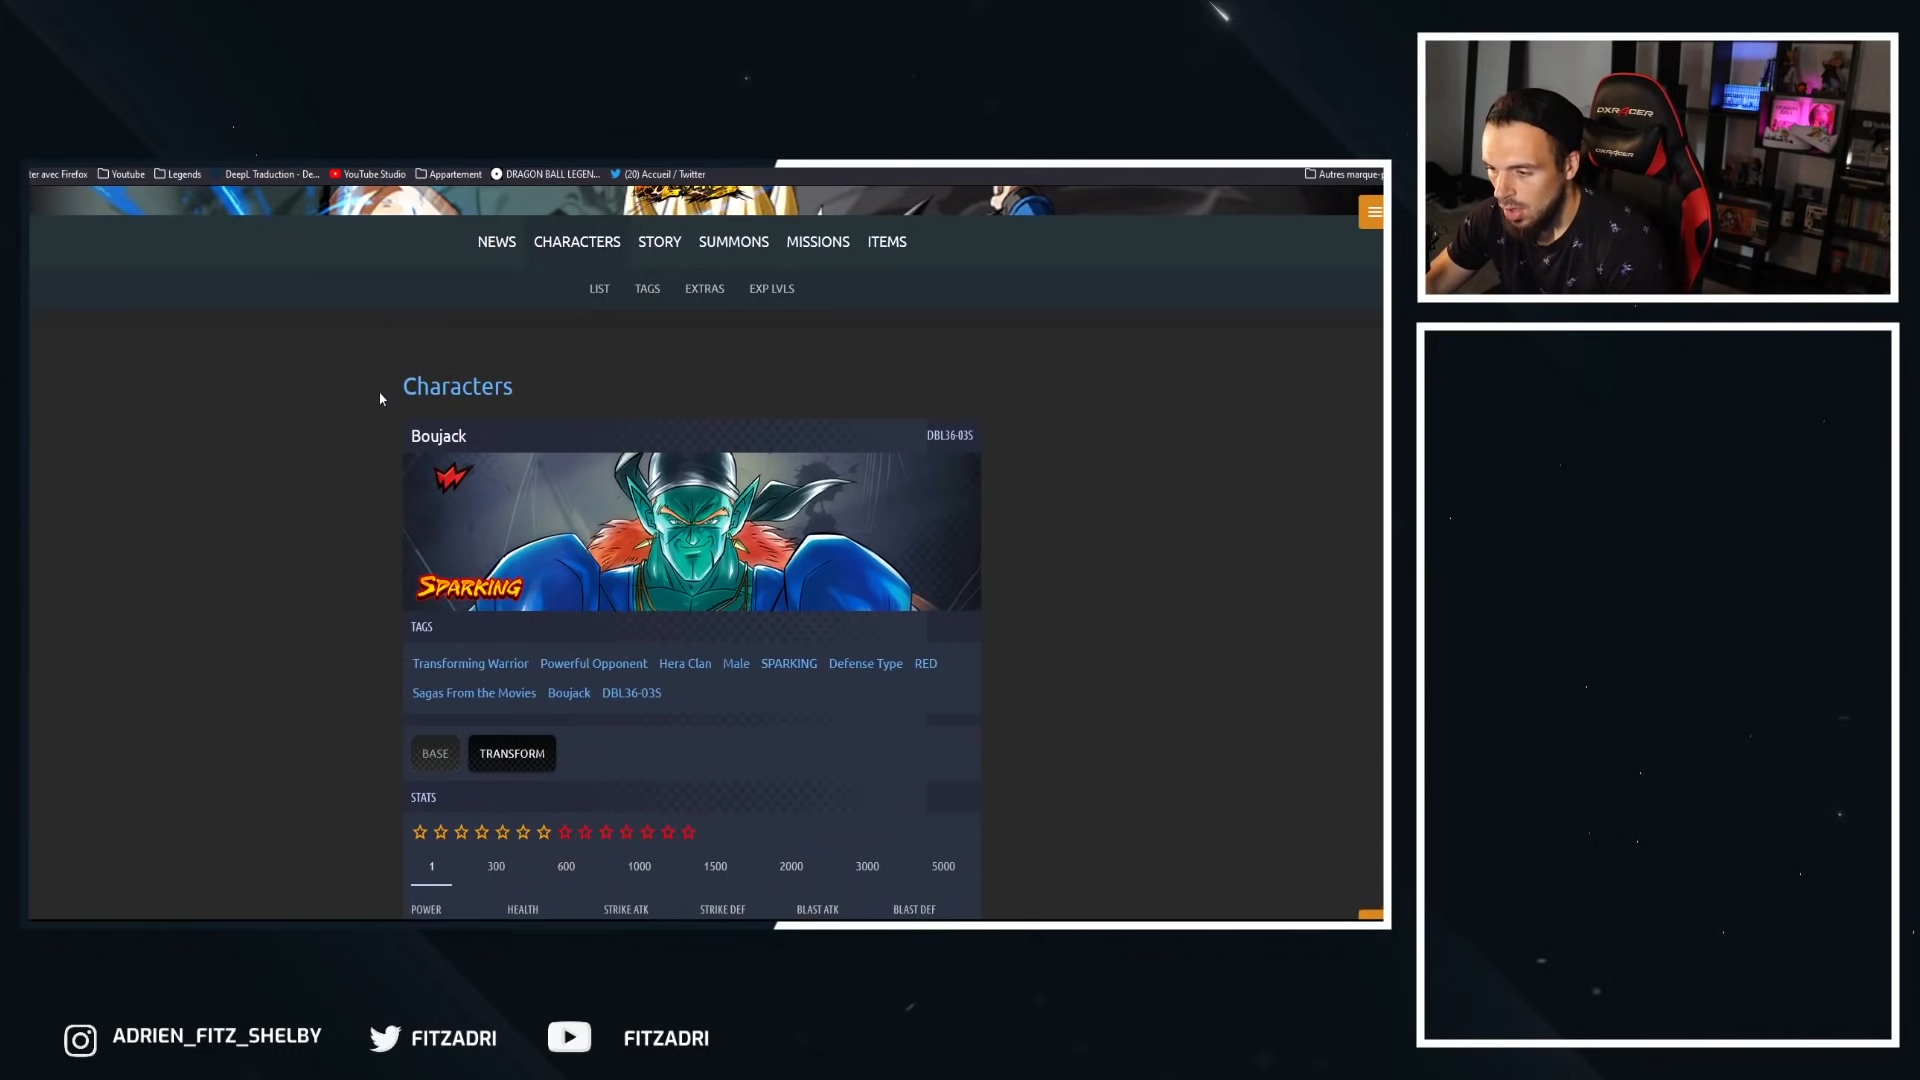 ter avec Firefox Youtube Legends DeepL Traduction - De... YouTube Studio Appartement DRAGON BALL LEGEN... (20) Accueil / Twitter Autres marque-p
NEWS CHARACTERS STORY SUMMONS MISSIONS ITEMS
LIST TAGS EXTRAS EXP LVLS
Characters
Boujack DBL36-03S
SPARKING
TAGS
Transforming Warrior Powerful Opponent Hera Clan Male SPARKING Defense Type RED
Sagas From the Movies Boujack DBL36-03S
BASE TRANSFORM
STATS
1 300 600 1000 1500 2000 3000 5000
POWER HEALTH STRIKE ATK STRIKE DEF BLAST ATK BLAST DEF
DXRACER
DXRACER
ADRIEN_FITZ_SHELBY FITZADRI FITZADRI